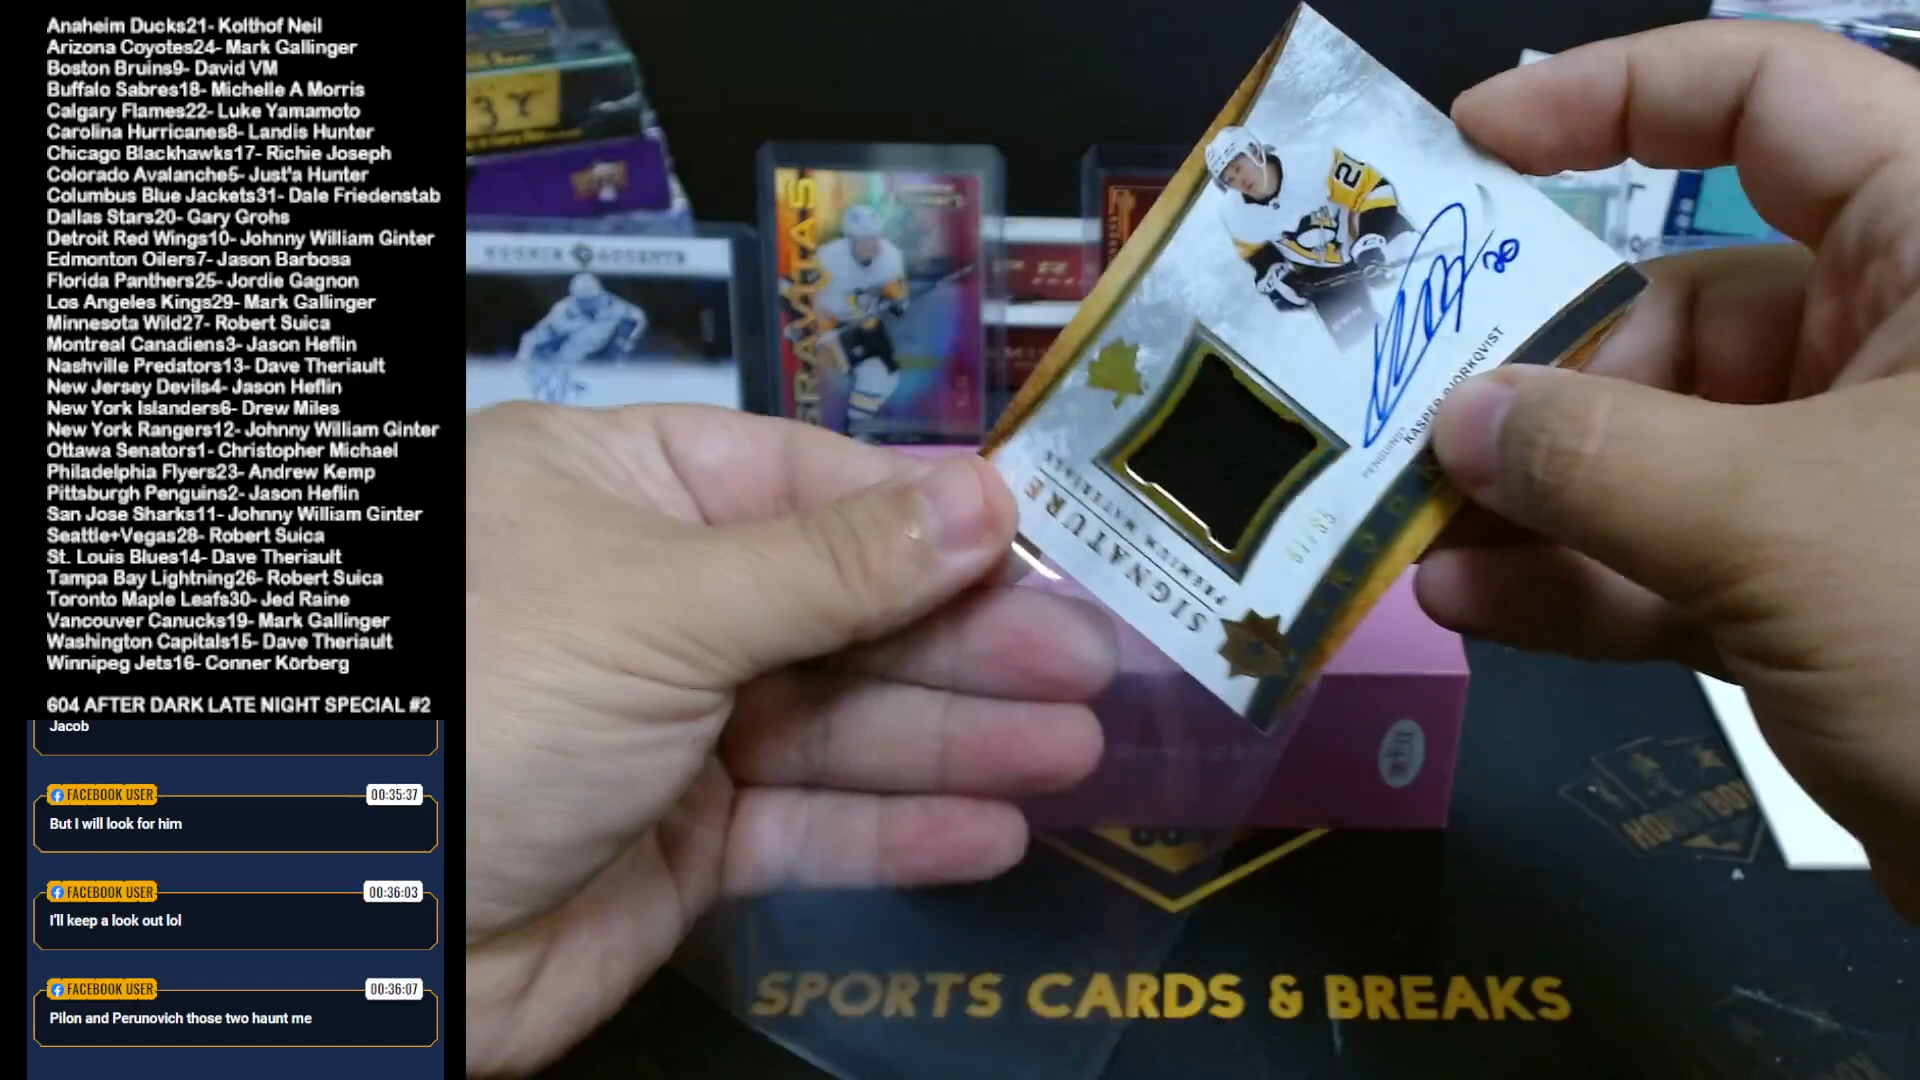 Anaheim Ducks21- Kolthof Neil
Arizona Coyotes24- Mark Gallinger
Boston Bruins9- David VM
Buffalo Sabres18- Michelle A Morris
Calgary Flames22- Luke Yamamoto
Carolina Hurricanes8- Landis Hunter
Chicago Blackhawks17- Richie Joseph
Colorado Avalanche5- Just'a Hunter
Columbus Blue Jackets31- Dale Friedenstab
Dallas Stars20- Gary Grohs
Detroit Red Wings10- Johnny William Ginter
Edmonton Oilers7- Jason Barbosa
Florida Panthers25- Jordie Gagnon
Los Angeles Kings29- Mark Gallinger
Minnesota Wild27- Robert Suica
Montreal Canadiens3- Jason Heflin
Nashville Predators13- Dave Theriault
New Jersey Devils4- Jason Heflin
New York Islanders6- Drew Miles
New York Rangers12- Johnny William Ginter
Ottawa Senators1- Christopher Michael
Philadelphia Flyers23- Andrew Kemp
Pittsburgh Penguins2- Jason Heflin
San Jose Sharks11- Johnny William Ginter
Seattle+Vegas28- Robert Suica
St. Louis Blues14- Dave Theriault
Tampa Bay Lightning26- Robert Suica
Toronto Maple Leafs30- Jed Raine
Vancouver Canucks19- Mark Gallinger
Washington Capitals15- Dave Theriault
Winnipeg Jets16- Conner Körberg
604 AFTER DARK LATE NIGHT SPECIAL #2
Jacob
FACEBOOK USER 00:35:37
But I will look for him
FACEBOOK USER 00:36:03
I'll keep a look out lol
FACEBOOK USER 00:36:07
Pilon and Perunovich those two haunt me
GRAVITAS
20
PENGUINS
KASPER BJORKQVIST
SIGNATURE
PREMIUM MATERIALS
SPORTS CARDS & BREAKS